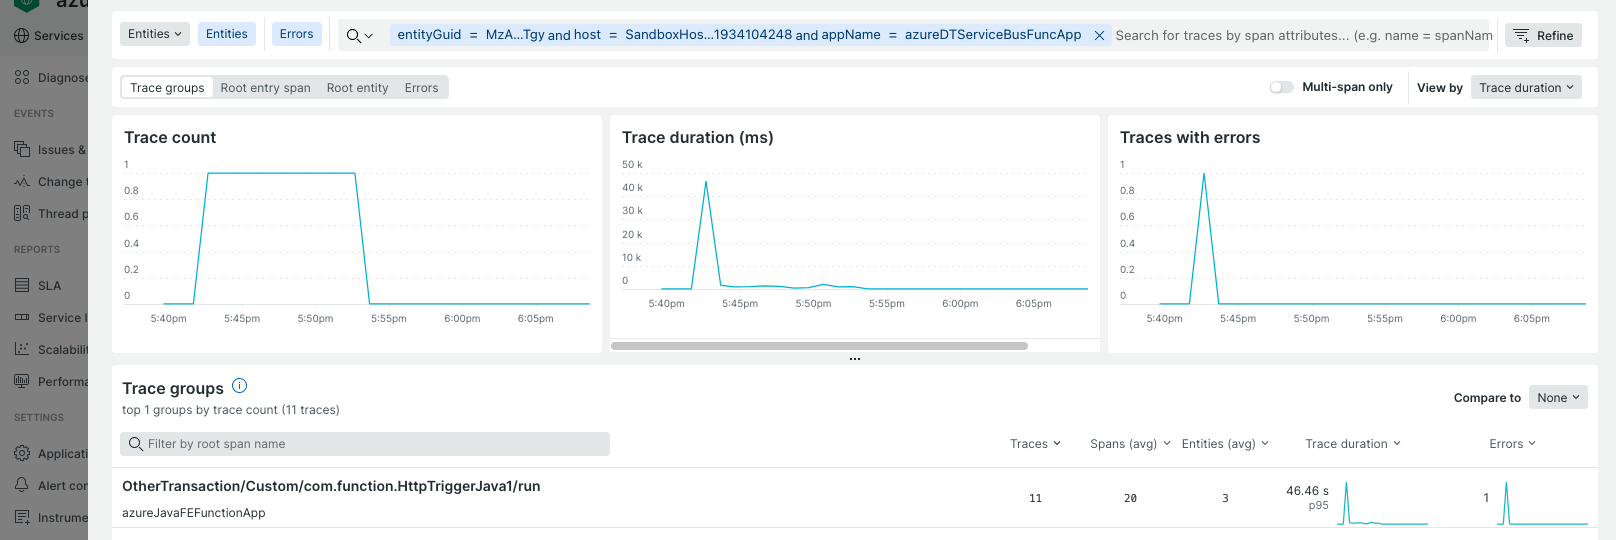 azu
Services
Diagnose
EVENTS
Issues &
Change t
Thread p
REPORTS
SLA
Service l
Scalabilit
Performa
SETTINGS
Applicati
Alert con
Instrume
Entities Entities Errors entityGuid = MzA...Tgy and host = SandboxHos...1934104248 and appName = azureDTServiceBusFuncApp Search for traces by span attributes... (e.g. name = spanNam Refine
Trace groups Root entry span Root entity Errors Multi-span only View by Trace duration
Trace count
1
0.8
0.6
0.4
0.2
0
5:40pm 5:45pm 5:50pm 5:55pm 6:00pm 6:05pm
Trace duration (ms)
50 k
40 k
30 k
20 k
10 k
0
5:40pm 5:45pm 5:50pm 5:55pm 6:00pm 6:05pm
Traces with errors
1
0.8
0.6
0.4
0.2
0
5:40pm 5:45pm 5:50pm 5:55pm 6:00pm 6:05pm
Trace groups
top 1 groups by trace count (11 traces)
Compare to None
Filter by root span name
Traces Spans (avg) Entities (avg) Trace duration Errors
OtherTransaction/Custom/com.function.HttpTriggerJava1/run
azureJavaFEFunctionApp
11 20 3 46.46 s 1
p95